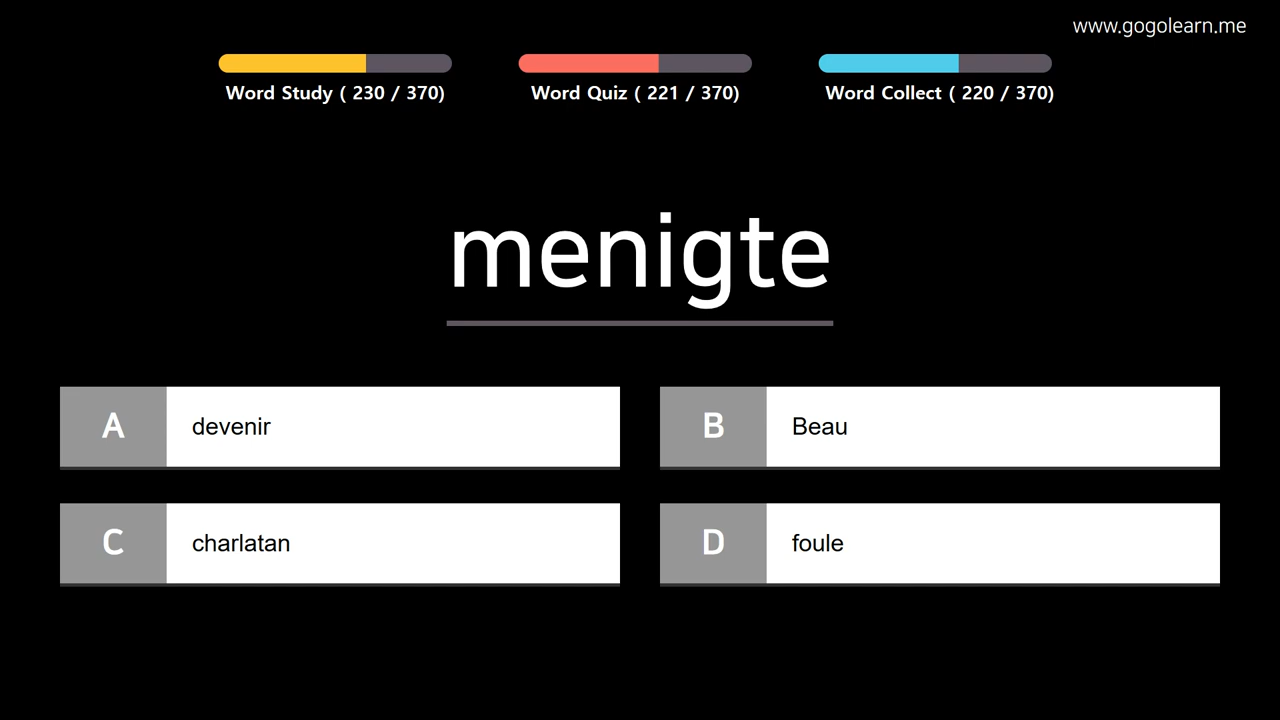 www.gogolearn.me
Word Study ( 230 / 370)
Word Quiz ( 221 / 370)
Word Collect ( 220 / 370)
menigte
A devenir
B Beau
C charlatan
D foule